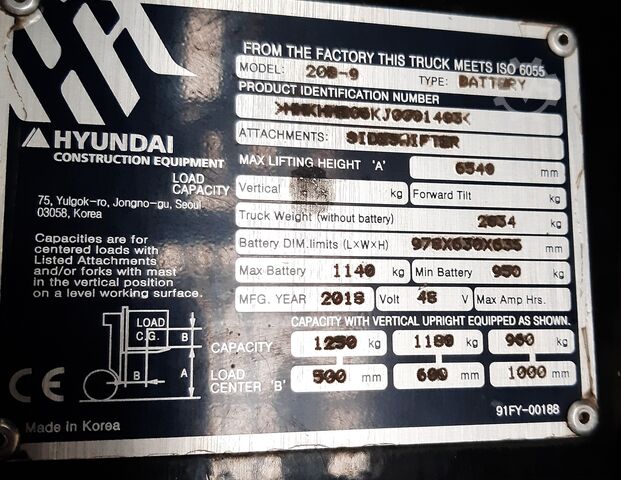 FROM THE FACTORY THIS TRUCK MEETS ISO 6055
MODEL: 20B-9 TYPE: BATTERY
PRODUCT IDENTIFICATION NUMBER
ATTACHMENTS: SIDESHIFTER
HYUNDAI
CONSTRUCTION EQUIPMENT
MAX LIFTING HEIGHT 'A' 6540 mm
LOAD CAPACITY Vertical kg Forward Tilt kg
75, Yulgok-ro, Jongno-gu, Seoul
03058, Korea
Truck Weight (without battery) 2934 kg
Battery DIM.limits (L×W×H) 978X630X635 mm
Max Battery 1140 kg Min Battery 950 kg
MFG. YEAR 2018 Volt 48 V Max Amp Hrs.
Capacities are for
centered loads with
Listed Attachments
and/or forks with mast
in the vertical position
on a level working surface.
CAPACITY WITH VERTICAL UPRIGHT EQUIPPED AS SHOWN.
CAPACITY 1250 kg 1180 kg 960 kg
LOAD CENTER 'B' 500 mm 600 mm 1000 mm
LOAD
C.G.
B
B
A
CE
Made in Korea
91FY-00188